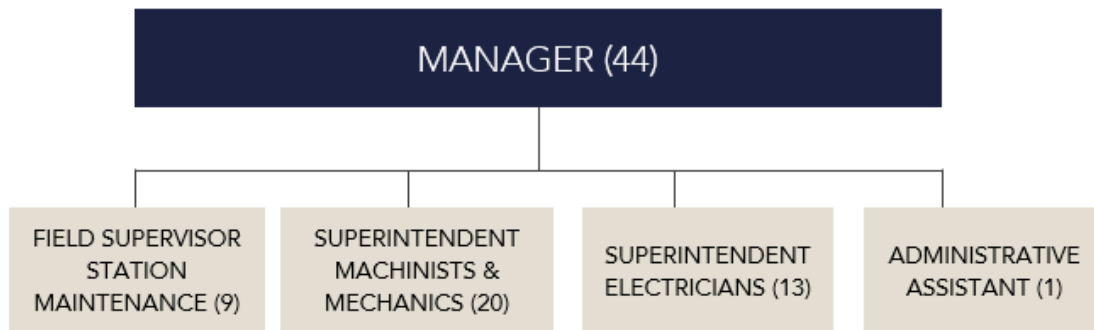 MANAGER (44)
FIELD SUPERVISOR
STATION
MAINTENANCE (9)
SUPERINTENDENT
MACHINISTS &
MECHANICS (20)
SUPERINTENDENT
ELECTRICIANS (13)
ADMINISTRATIVE
ASSISTANT (1)